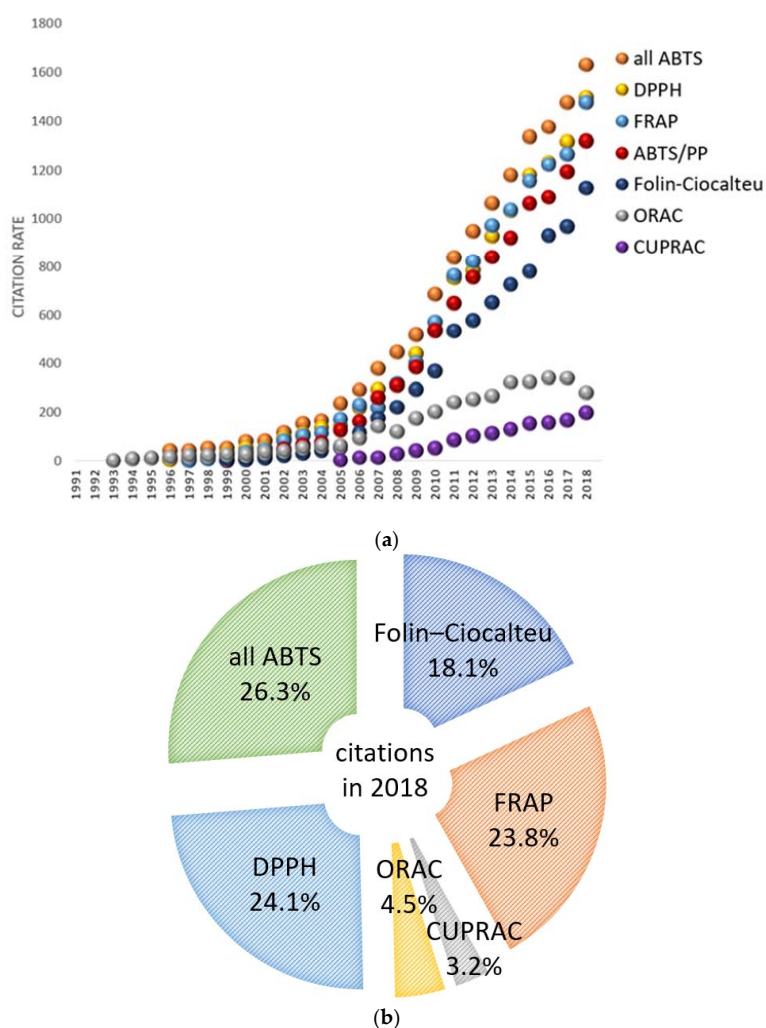 1800
1600
1400
1200
1000
800
600
400
200
0
CITATION RATE
1991 1992 1993 1994 1995 1996 1997 1998 1999 2000 2001 2002 2003 2004 2005 2006 2007 2008 2009 2010 2011 2012 2013 2014 2015 2016 2017 2018
all ABTS
DPPH
FRAP
ABTS/PP
Folin-Ciocalteu
ORAC
CUPRAC
(a)
Folin–Ciocalteu
18.1%
all ABTS
26.3%
citations
in 2018
FRAP
23.8%
DPPH
24.1%
ORAC
4.5%
CUPRAC
3.2%
(b)